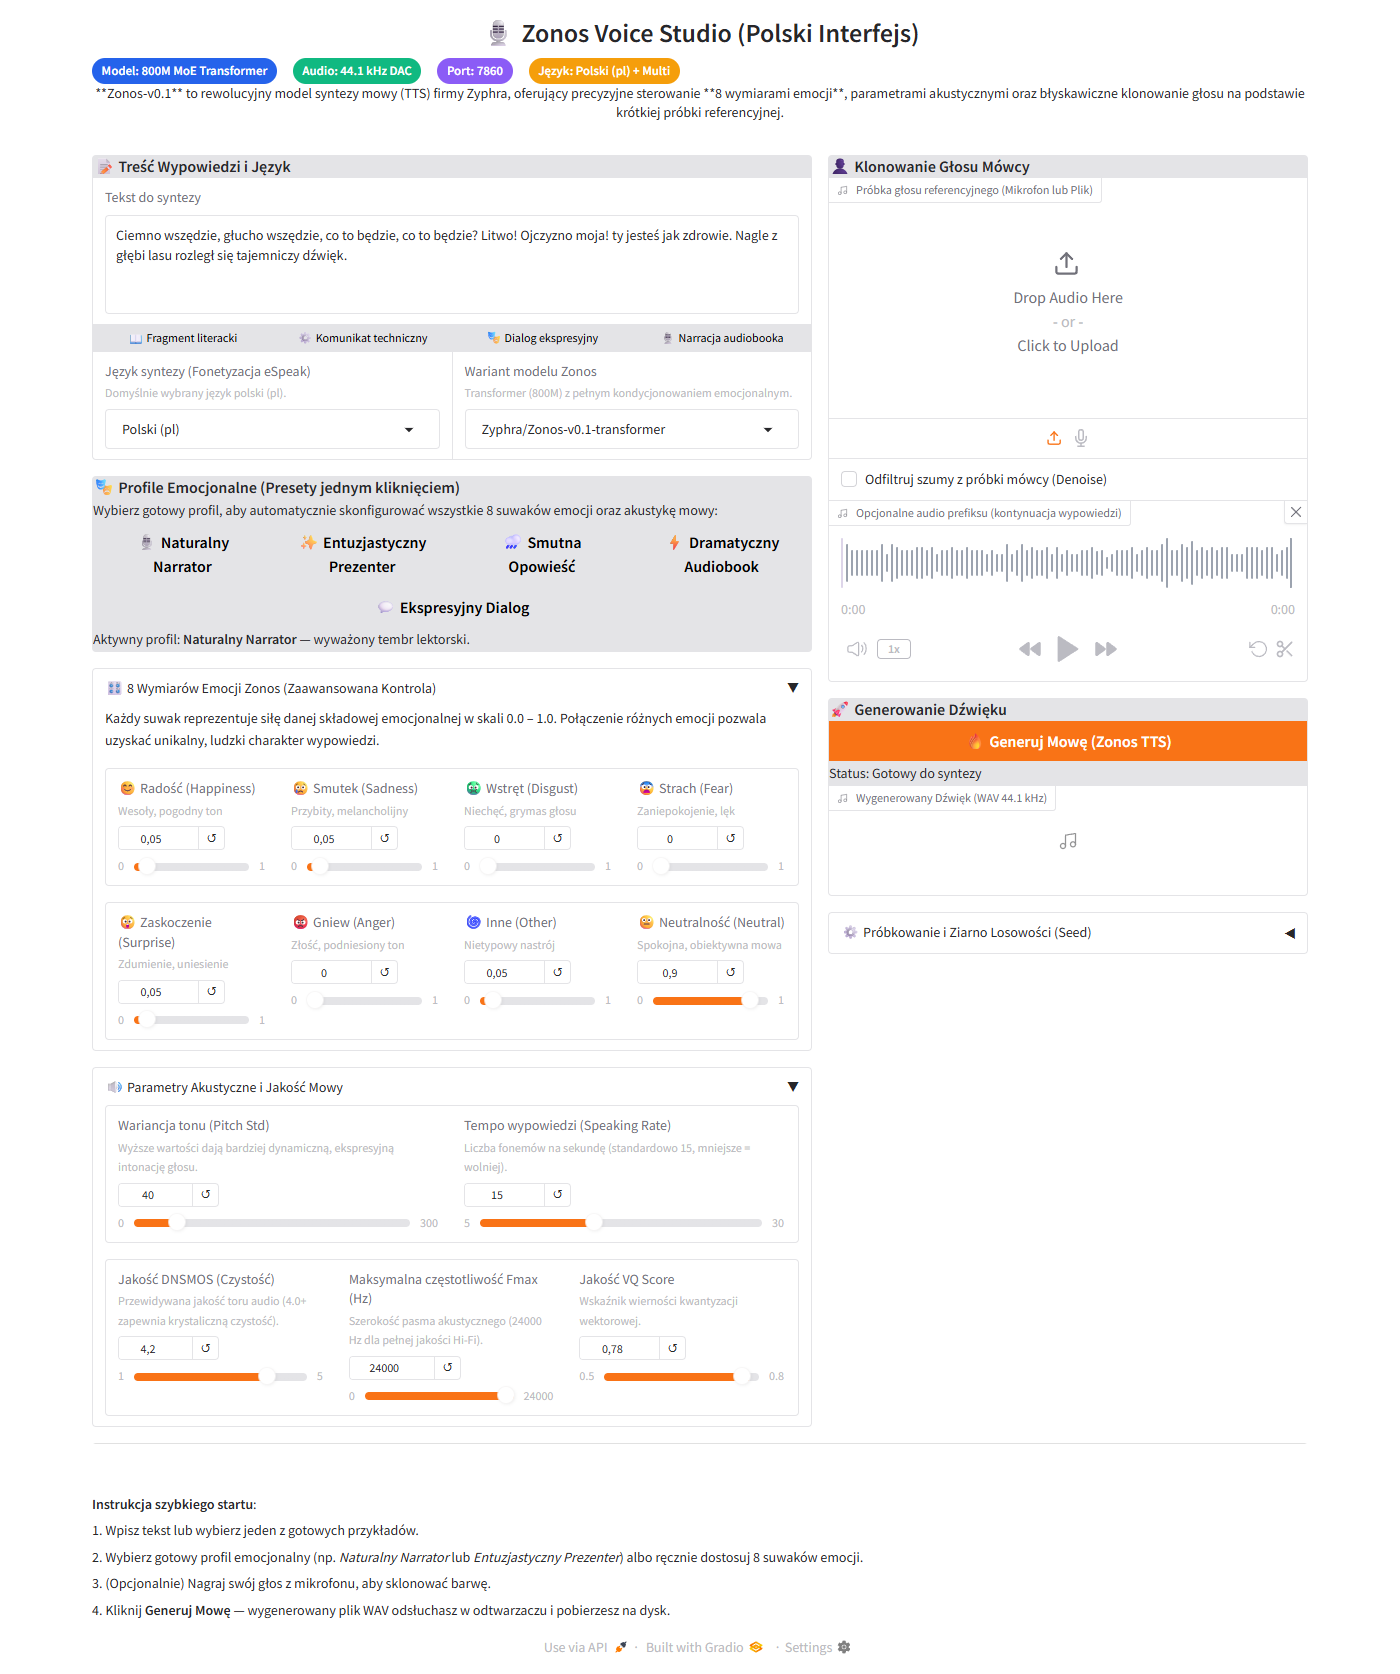 Zonos Voice Studio (Polski Interfejs)
Model: 800M MoE Transformer
Audio: 44.1 kHz DAC
Port: 7860
Język: Polski (pl) + Multi
**Zonos-v0.1** to rewolucyjny model syntezy mowy (TTS) firmy Zyphra, oferujący precyzyjne sterowanie **8 wymiarami emocji**, parametrami akustycznymi oraz błyskawiczne klonowanie głosu na podstawie
krótkiej próbki referencyjnej.
Treść Wypowiedzi i Język
Tekst do syntezy
Ciemno wszędzie, głucho wszędzie, co to będzie, co to będzie? Litwo! Ojczyzno moja! ty jesteś jak zdrowie. Nagle z
głębi lasu rozległ się tajemniczy dźwięk.
Fragment literacki
Komunikat techniczny
Dialog ekspresyjny
Narracja audiobooka
Język syntezy (Fonetyzacja eSpeak)
Domyślnie wybrany język polski (pl).
Polski (pl)
Wariant modelu Zonos
Transformer (800M) z pełnym kondycjonowaniem emocjonalnym.
Zyphra/Zonos-v0.1-transformer
Profile Emocjonalne (Presety jednym kliknięciem)
Wybierz gotowy profil, aby automatycznie skonfigurować wszystkie 8 suwaków emocji oraz akustykę mowy:
Naturalny
Narrator
Entuzjastyczny
Prezenter
Smutna
Opowieść
Dramatyczny
Audiobook
Ekspresyjny Dialog
Aktywny profil: Naturalny Narrator — wyważony tembr lektorski.
8 Wymiarów Emocji Zonos (Zaawansowana Kontrola)
▼
Każdy suwak reprezentuje siłę danej składowej emocjonalnej w skali 0.0 – 1.0. Połączenie różnych emocji pozwala
uzyskać unikalny, ludzki charakter wypowiedzi.
Radość (Happiness)
Wesoły, pogodny ton
0,05 ↺
0 1
Smutek (Sadness)
Przybity, melancholijny
0,05 ↺
0 1
Wstręt (Disgust)
Niechęć, grymas głosu
0 ↺
0 1
Strach (Fear)
Zaniepokojenie, lęk
0 ↺
0 1
Zaskoczenie
(Surprise)
Zdumienie, uniesienie
0,05 ↺
0 1
Gniew (Anger)
Złość, podniesiony ton
0 ↺
0 1
Inne (Other)
Nietypowy nastrój
0,05 ↺
0 1
Neutralność (Neutral)
Spokojna, obiektywna mowa
0,9 ↺
0 1
Parametry Akustyczne i Jakość Mowy
▼
Wariancja tonu (Pitch Std)
Wyższe wartości dają bardziej dynamiczną, ekspresyjną
intonację głosu.
40 ↺
0 300
Tempo wypowiedzi (Speaking Rate)
Liczba fonemów na sekundę (standardowo 15, mniejsze =
wolniej).
15 ↺
5 30
Jakość DNSMOS (Czystość)
Przewidywana jakość toru audio (4.0+
zapewnia krystaliczną czystość).
4,2 ↺
1 5
Maksymalna częstotliwość Fmax
(Hz)
Szerokość pasma akustycznego (24000
Hz dla pełnej jakości Hi-Fi).
24000 ↺
0 24000
Jakość VQ Score
Wskaźnik wierności kwantyzacji
wektorowej.
0,78 ↺
0.5 0.8
Klonowanie Głosu Mówcy
Próbka głosu referencyjnego (Mikrofon lub Plik)
Drop Audio Here
- or -
Click to Upload
Odfiltruj szumy z próbki mówcy (Denoise)
Opcjonalne audio prefiksu (kontynuacja wypowiedzi)
0:00 0:00
1x
Generowanie Dźwięku
Generuj Mowę (Zonos TTS)
Status: Gotowy do syntezy
Wygenerowany Dźwięk (WAV 44.1 kHz)
Próbkowanie i Ziarno Losowości (Seed)
◀
Instrukcja szybkiego startu:
1. Wpisz tekst lub wybierz jeden z gotowych przykładów.
2. Wybierz gotowy profil emocjonalny (np. Naturalny Narrator lub Entuzjastyczny Prezenter) albo ręcznie dostosuj 8 suwaków emocji.
3. (Opcjonalnie) Nagraj swój głos z mikrofonu, aby sklonować barwę.
4. Kliknij Generuj Mowę — wygenerowany plik WAV odsłuchasz w odtwarzaczu i pobierzesz na dysk.
Use via API · Built with Gradio · Settings